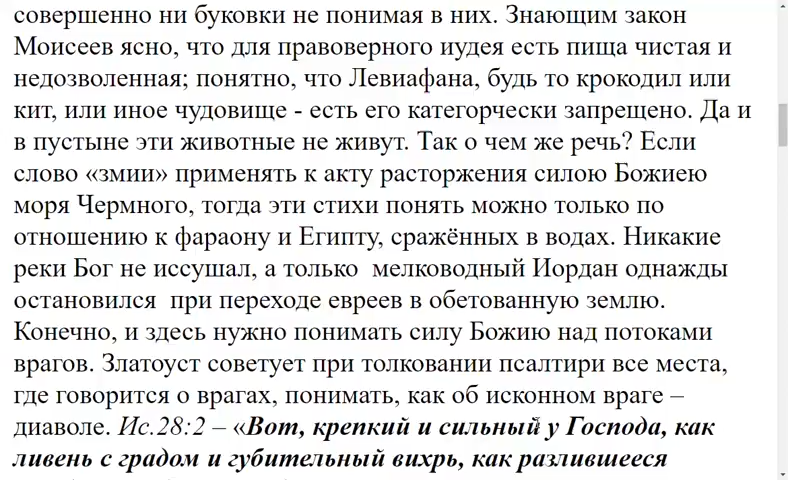 совершенно ни буковки не понимая в них. Знающим закон
Моисеев ясно, что для правоверного иудея есть пища чистая и
недозволенная; понятно, что Левиафана, будь то крокодил или
кит, или иное чудовище - есть его категорчески запрещено. Да и
в пустыне эти животные не живут. Так о чем же речь? Если
слово «змии» применять к акту расторжения силою Божиею
моря Чермного, тогда эти стихи понять можно только по
отношению к фараону и Египту, сражённых в водах. Никакие
реки Бог не иссушал, а только  мелководный Иордан однажды
остановился  при переходе евреев в обетованную землю.
Конечно, и здесь нужно понимать силу Божию над потоками
врагов. Златоуст советует при толковании псалтири все места,
где говорится о врагах, понимать, как об исконном враге –
диаволе. Ис.28:2 – «Вот, крепкий и сильный у Господа, как
ливень с градом и губительный вихрь, как разлившееся